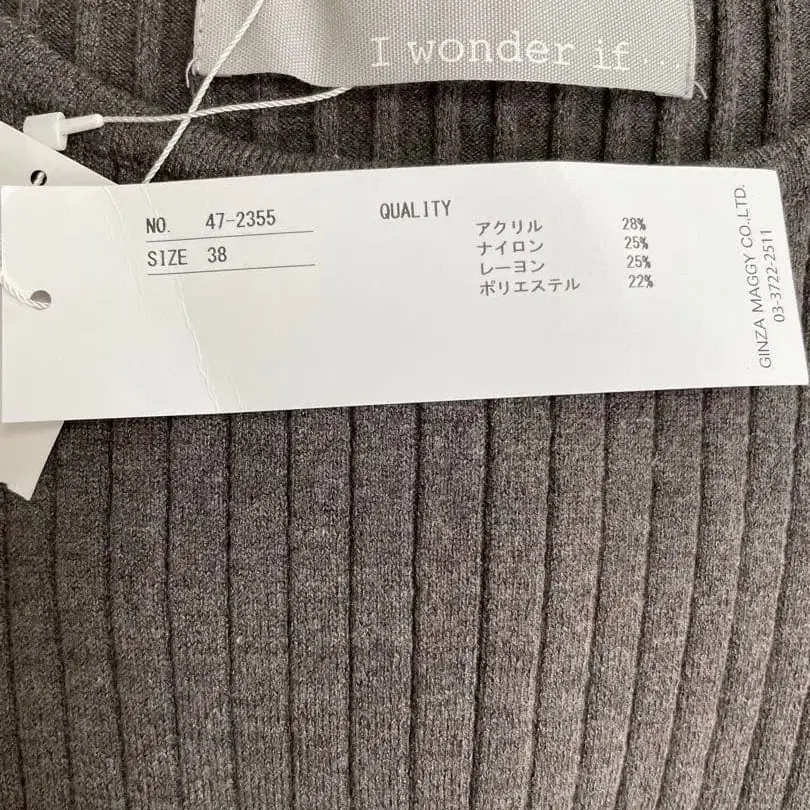 I wonder if...
NO. 47-2355
SIZE 38
QUALITY
アクリル 28%
ナイロン 25%
レーヨン 25%
ポリエステル 22%
GINZA MAGGY CO.,LTD.
03-3722-2511